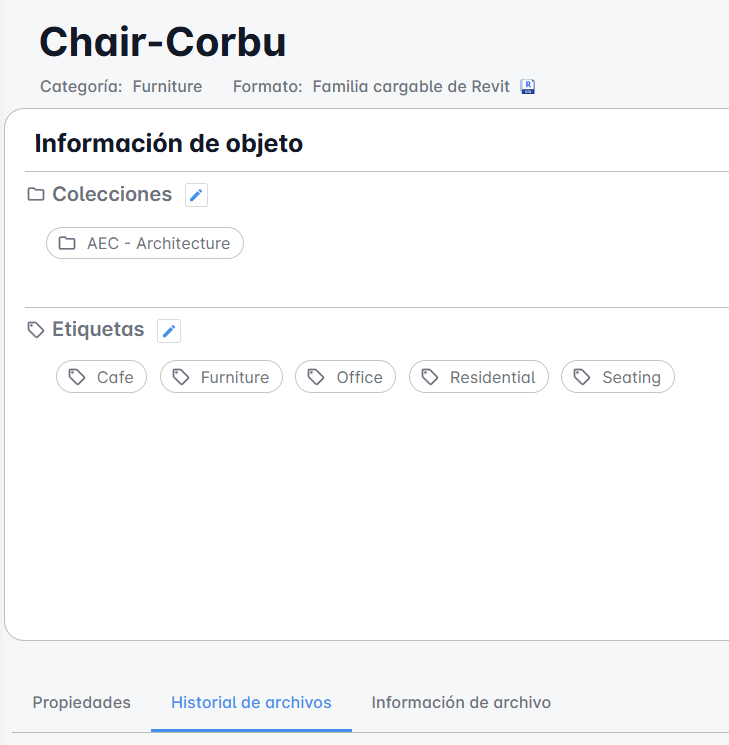 Chair-Corbu
Categoría: Furniture Formato: Familia cargable de Revit
Información de objeto
Colecciones
AEC - Architecture
Etiquetas
Cafe Furniture Office Residential Seating
Propiedades Historial de archivos Información de archivo